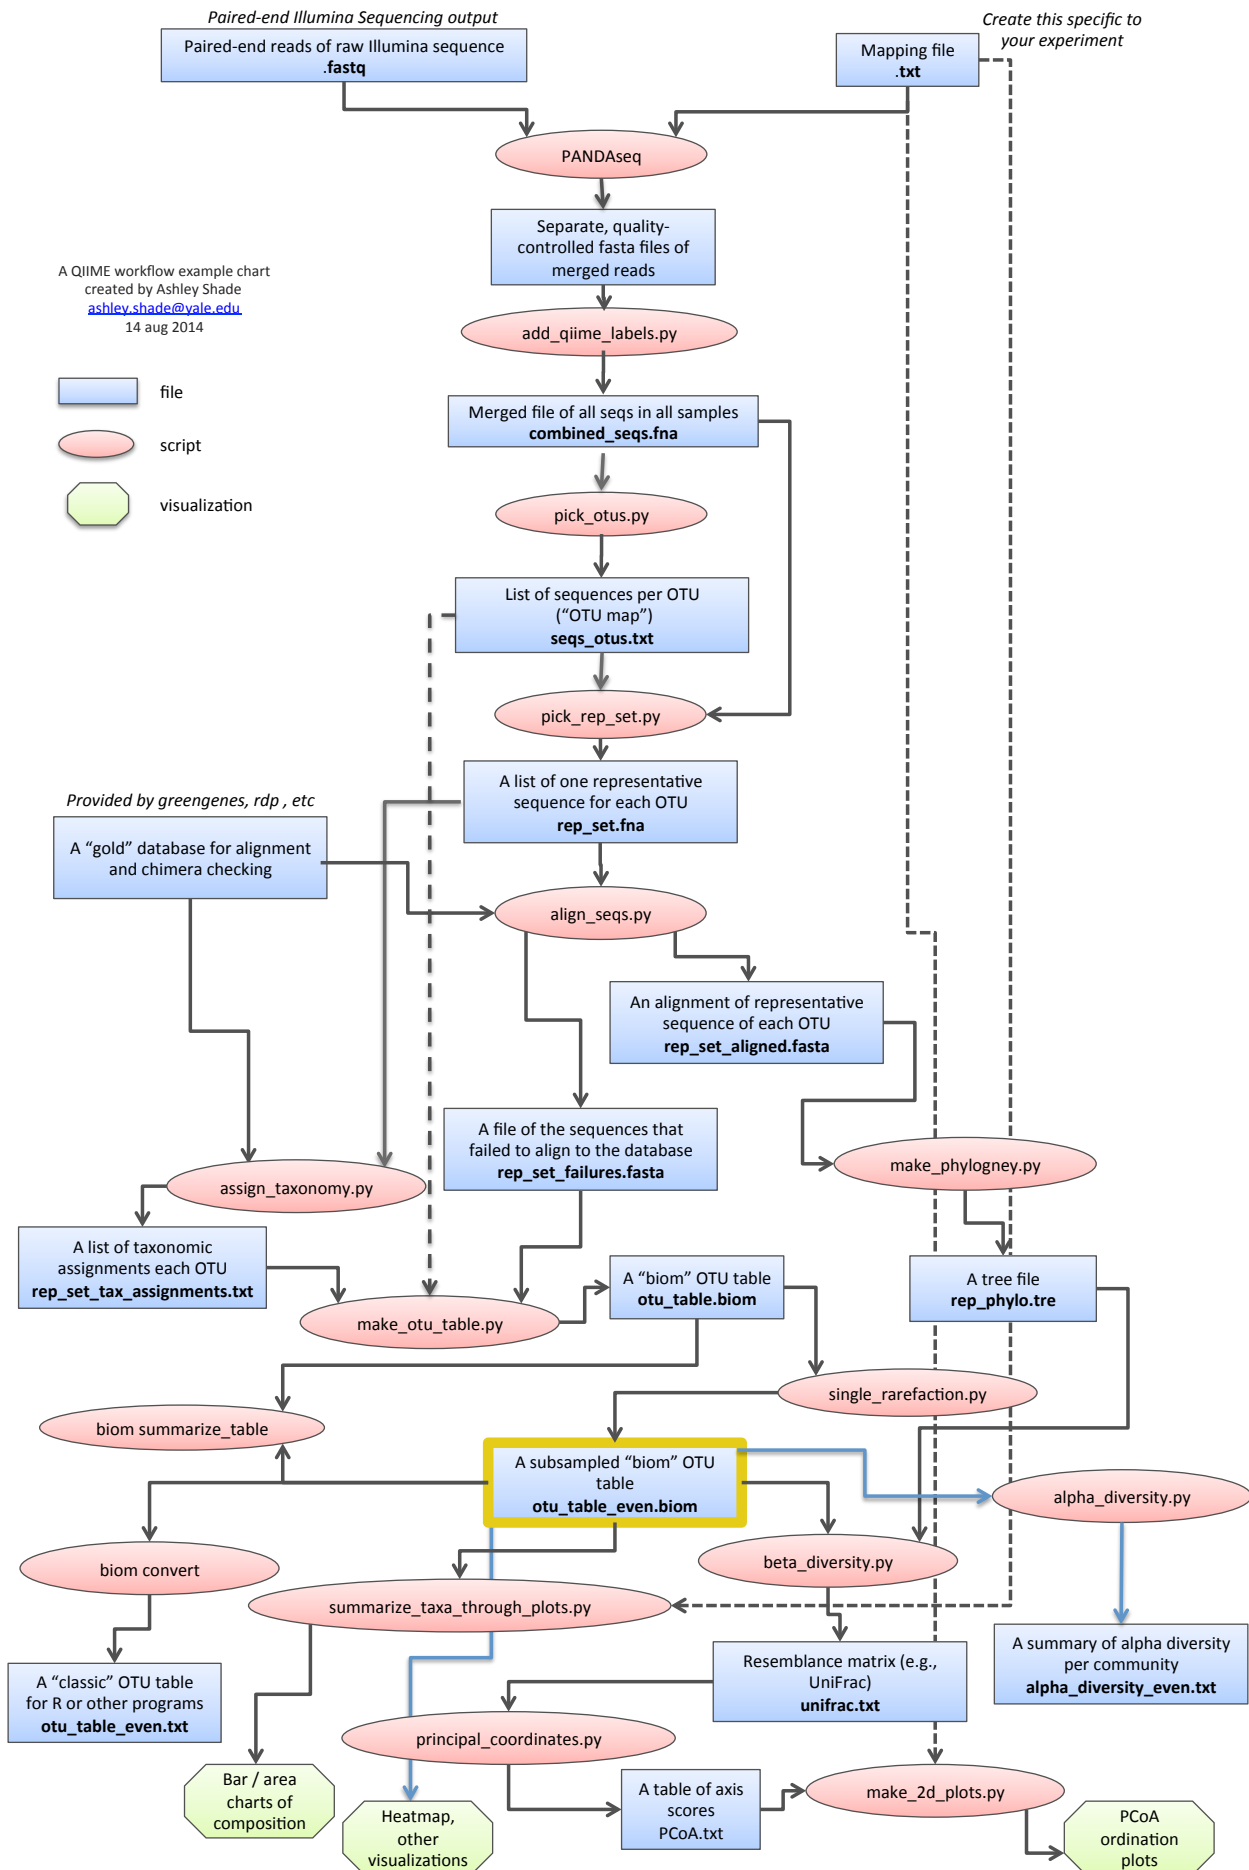 Paired-end Illumina Sequencing output
Create this specific to
your experiment
Paired-end reads of raw Illumina sequence
.fastq
Mapping file
.txt
PANDAseq
Separate, quality-
controlled fasta files of
merged reads
A QIIME workflow example chart
created by Ashley Shade
ashley.shade@yale.edu
14 aug 2014
add_qiime_labels.py
file
Merged file of all seqs in all samples
combined_seqs.fna
script
visualization
pick_otus.py
List of sequences per OTU
(“OTU map”)
seqs_otus.txt
pick_rep_set.py
A list of one representative
sequence for each OTU
rep_set.fna
Provided by greengenes, rdp , etc
A “gold” database for alignment
and chimera checking
align_seqs.py
An alignment of representative
sequence of each OTU
rep_set_aligned.fasta
A file of the sequences that
failed to align to the database
rep_set_failures.fasta
make_phylogney.py
assign_taxonomy.py
A list of taxonomic
assignments each OTU
rep_set_tax_assignments.txt
A “biom” OTU table
otu_table.biom
A tree file
rep_phylo.tre
make_otu_table.py
single_rarefaction.py
biom summarize_table
A subsampled “biom” OTU
table
otu_table_even.biom
alpha_diversity.py
biom convert
beta_diversity.py
summarize_taxa_through_plots.py
A “classic” OTU table
for R or other programs
otu_table_even.txt
Resemblance matrix (e.g.,
UniFrac)
unifrac.txt
A summary of alpha diversity
per community
alpha_diversity_even.txt
principal_coordinates.py
Bar / area
charts of
composition
Heatmap,
other
visualizations
A table of axis
scores
PCoA.txt
make_2d_plots.py
PCoA
ordination
plots